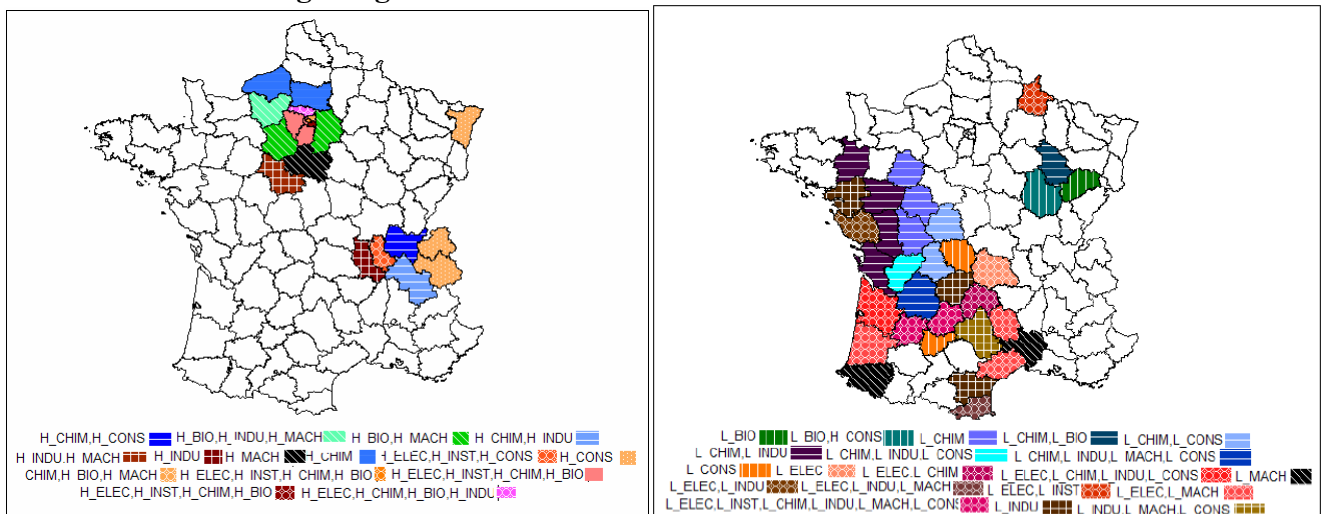 H_CHIM,H_CONS H_BIO,H_INDU,H_MACH H_BIO,H_MACH H_CHIM,H_INDU
H_INDU,H_MACH H_INDU H_MACH H_CHIM H_ELEC,H_INST,H_CONS H_CONS
CHIM,H_BIO,H_MACH H_ELEC,H_INST,H_CHIM,H_BIO H_ELEC,H_INST,H_CHIM,H_BIO
H_ELEC,H_INST,H_CHIM,H_BIO H_ELEC,H_CHIM,H_BIO,H_INDU
L_BIO L_BIO,H_CONS L_CHIM L_CHIM,L_BIO L_CHIM,L_CONS
L_CHIM,L_INDU L_CHIM,L_INDU,L_CONS L_CHIM,L_INDU,L_MACH,L_CONS
L_CONS L_ELEC L_ELEC,L_CHIM L_ELEC,L_CHIM,L_INDU,L_CONS L_MACH
L_ELEC,L_INDU L_ELEC,L_INDU,L_MACH L_ELEC,L_INST L_ELEC,L_MACH
L_ELEC,L_INST,L_CHIM,L_INDU,L_MACH,L_CONS L_INDU L_INDU,L_MACH,L_CONS